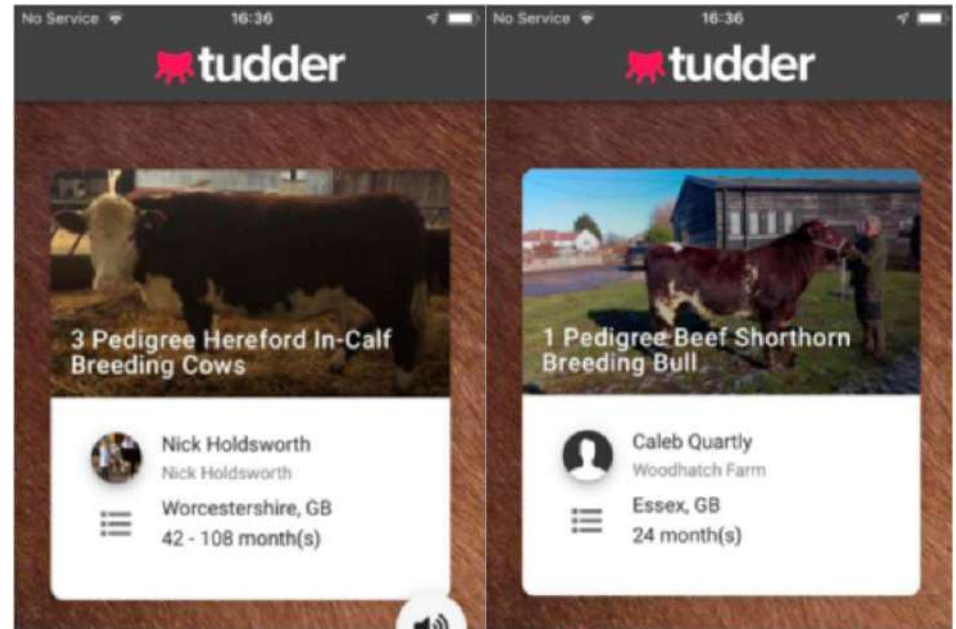 No Service 16:36
tudder
3 Pedigree Hereford In-Calf
Breeding Cows
Nick Holdsworth
Nick Holdsworth
Worcestershire, GB
42 - 108 month(s)
No Service 16:36
tudder
1 Pedigree Beef Shorthorn
Breeding Bull
Caleb Quartly
Woodhatch Farm
Essex, GB
24 month(s)